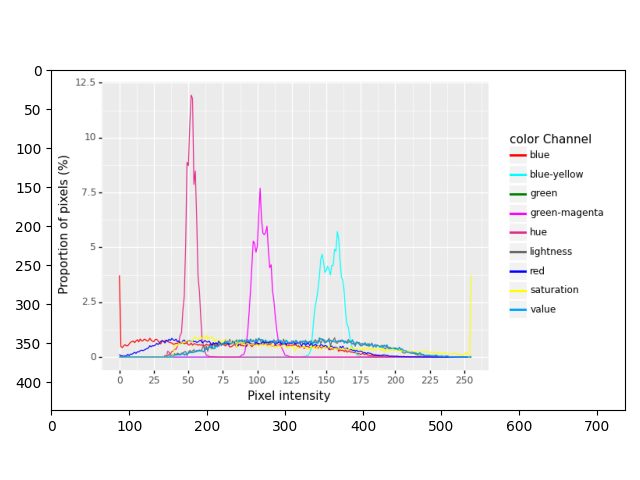 0
50
100
150
200
250
300
350
400
0
100
200
300
400
500
600
700
12.5
10
7.5
5
2.5
0
Proportion of pixels (%)
0
25
50
75
100
125
150
175
200
225
250
Pixel intensity
color Channel
blue
blue-yellow
green
green-magenta
hue
lightness
red
saturation
value